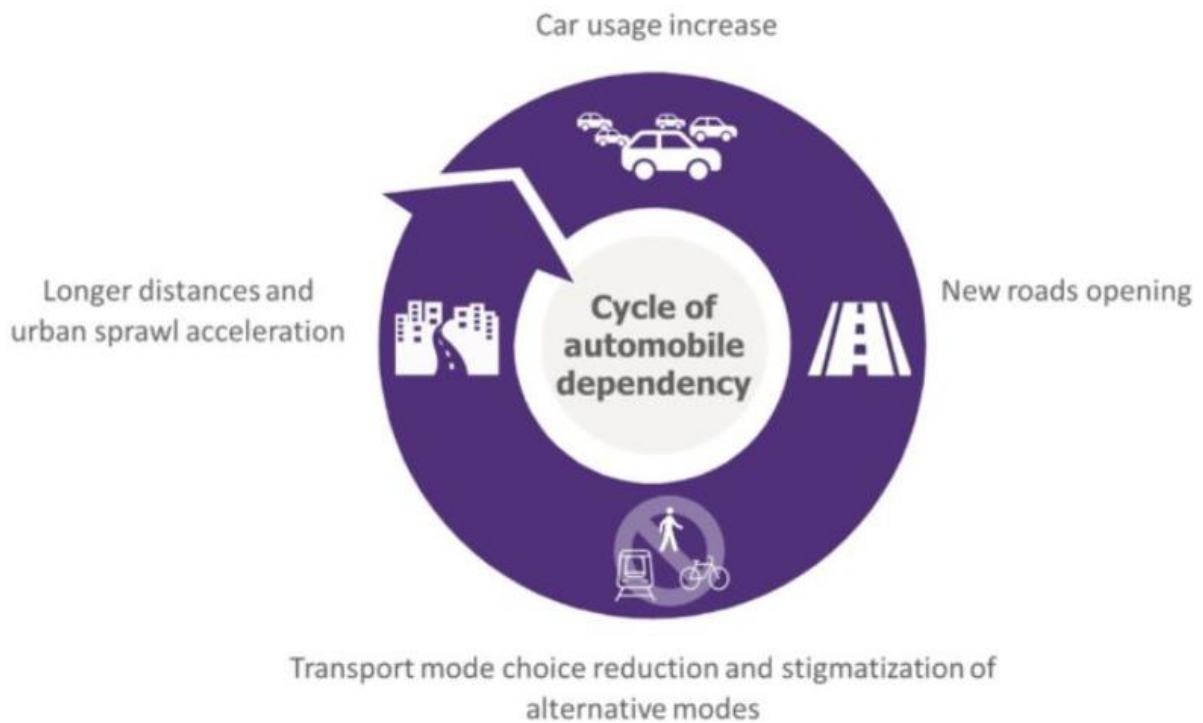 Car usage increase
New roads opening
Transport mode choice reduction and stigmatization of
alternative modes
Longer distances and
urban sprawl acceleration
Cycle of
automobile
dependency